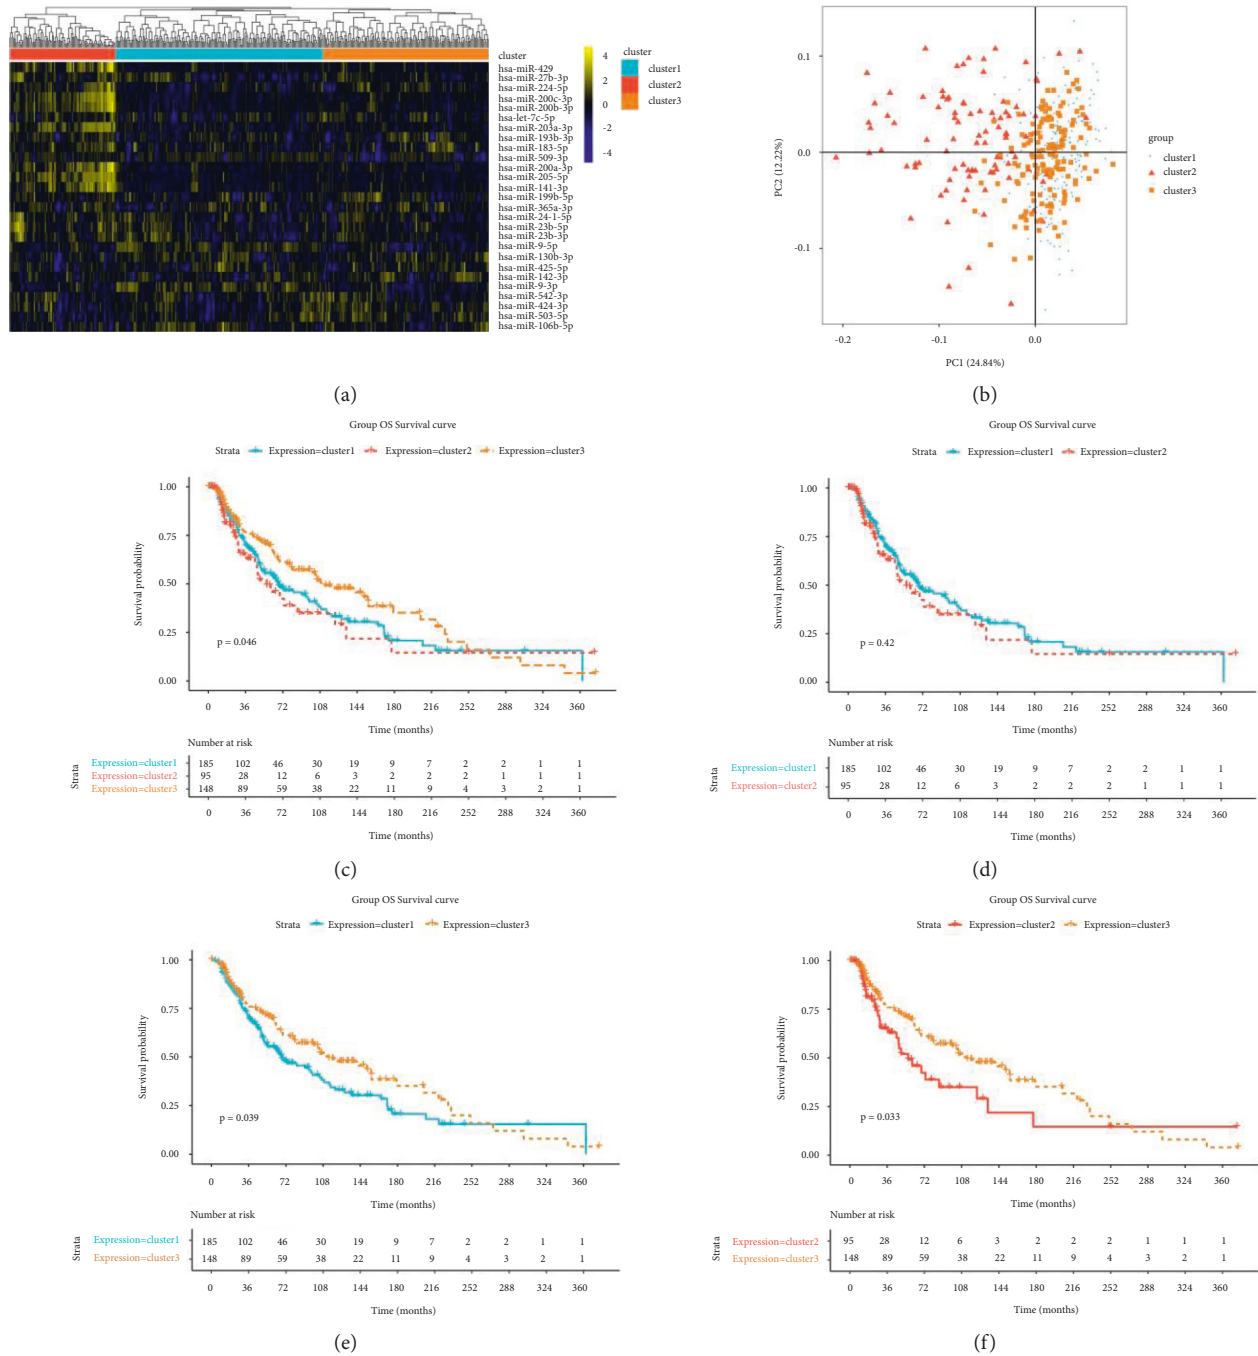 cluster
hsa-miR-429
hsa-miR-27b-3p
hsa-miR-224-5p
hsa-miR-200c-3p
hsa-miR-200b-3p
hsa-let-7c-5p
hsa-miR-203a-3p
hsa-miR-193b-3p
hsa-miR-183-5p
hsa-miR-509-3p
hsa-miR-200a-3p
hsa-miR-205-5p
hsa-miR-141-3p
hsa-miR-199b-5p
hsa-miR-365a-3p
hsa-miR-24-1-5p
hsa-miR-23b-5p
hsa-miR-23b-3p
hsa-miR-9-5p
hsa-miR-130b-3p
hsa-miR-425-5p
hsa-miR-142-3p
hsa-miR-9-3p
hsa-miR-542-3p
hsa-miR-424-3p
hsa-miR-503-5p
hsa-miR-106b-5p
4
2
0
-2
-4
cluster
cluster1
cluster2
cluster3
(a)
PC2 (12.22%)
0.1
0.0
-0.1
-0.2 -0.1 0.0
PC1 (24.84%)
group
cluster1
cluster2
cluster3
(b)
Group OS Survival curve
Strata Expression=cluster1 Expression=cluster2 Expression=cluster3
Survival probability
1.00
0.75
0.50
0.25
0.00
p = 0.046
0 36 72 108 144 180 216 252 288 324 360
Time (months)
Number at risk
Strata
Expression=cluster1 185 102 46 30 19 9 7 2 2 1 1
Expression=cluster2 95 28 12 6 3 2 2 2 1 1 1
Expression=cluster3 148 89 59 38 22 11 9 4 3 2 1
0 36 72 108 144 180 216 252 288 324 360
Time (months)
(c)
Group OS Survival curve
Strata Expression=cluster1 Expression=cluster2
Survival probability
1.00
0.75
0.50
0.25
0.00
p = 0.42
0 36 72 108 144 180 216 252 288 324 360
Time (months)
Number at risk
Strata
Expression=cluster1 185 102 46 30 19 9 7 2 2 1 1
Expression=cluster2 95 28 12 6 3 2 2 2 1 1 1
0 36 72 108 144 180 216 252 288 324 360
Time (months)
(d)
Group OS Survival curve
Strata Expression=cluster1 Expression=cluster3
Survival probability
1.00
0.75
0.50
0.25
0.00
p = 0.039
0 36 72 108 144 180 216 252 288 324 360
Time (months)
Number at risk
Strata
Expression=cluster1 185 102 46 30 19 9 7 2 2 1 1
Expression=cluster3 148 89 59 38 22 11 9 4 3 2 1
0 36 72 108 144 180 216 252 288 324 360
Time (months)
(e)
Group OS Survival curve
Strata Expression=cluster2 Expression=cluster3
Survival probability
1.00
0.75
0.50
0.25
0.00
p = 0.033
0 36 72 108 144 180 216 252 288 324 360
Time (months)
Number at risk
Strata
Expression=cluster2 95 28 12 6 3 2 2 2 1 1 1
Expression=cluster3 148 89 59 38 22 11 9 4 3 2 1
0 36 72 108 144 180 216 252 288 324 360
Time (months)
(f)